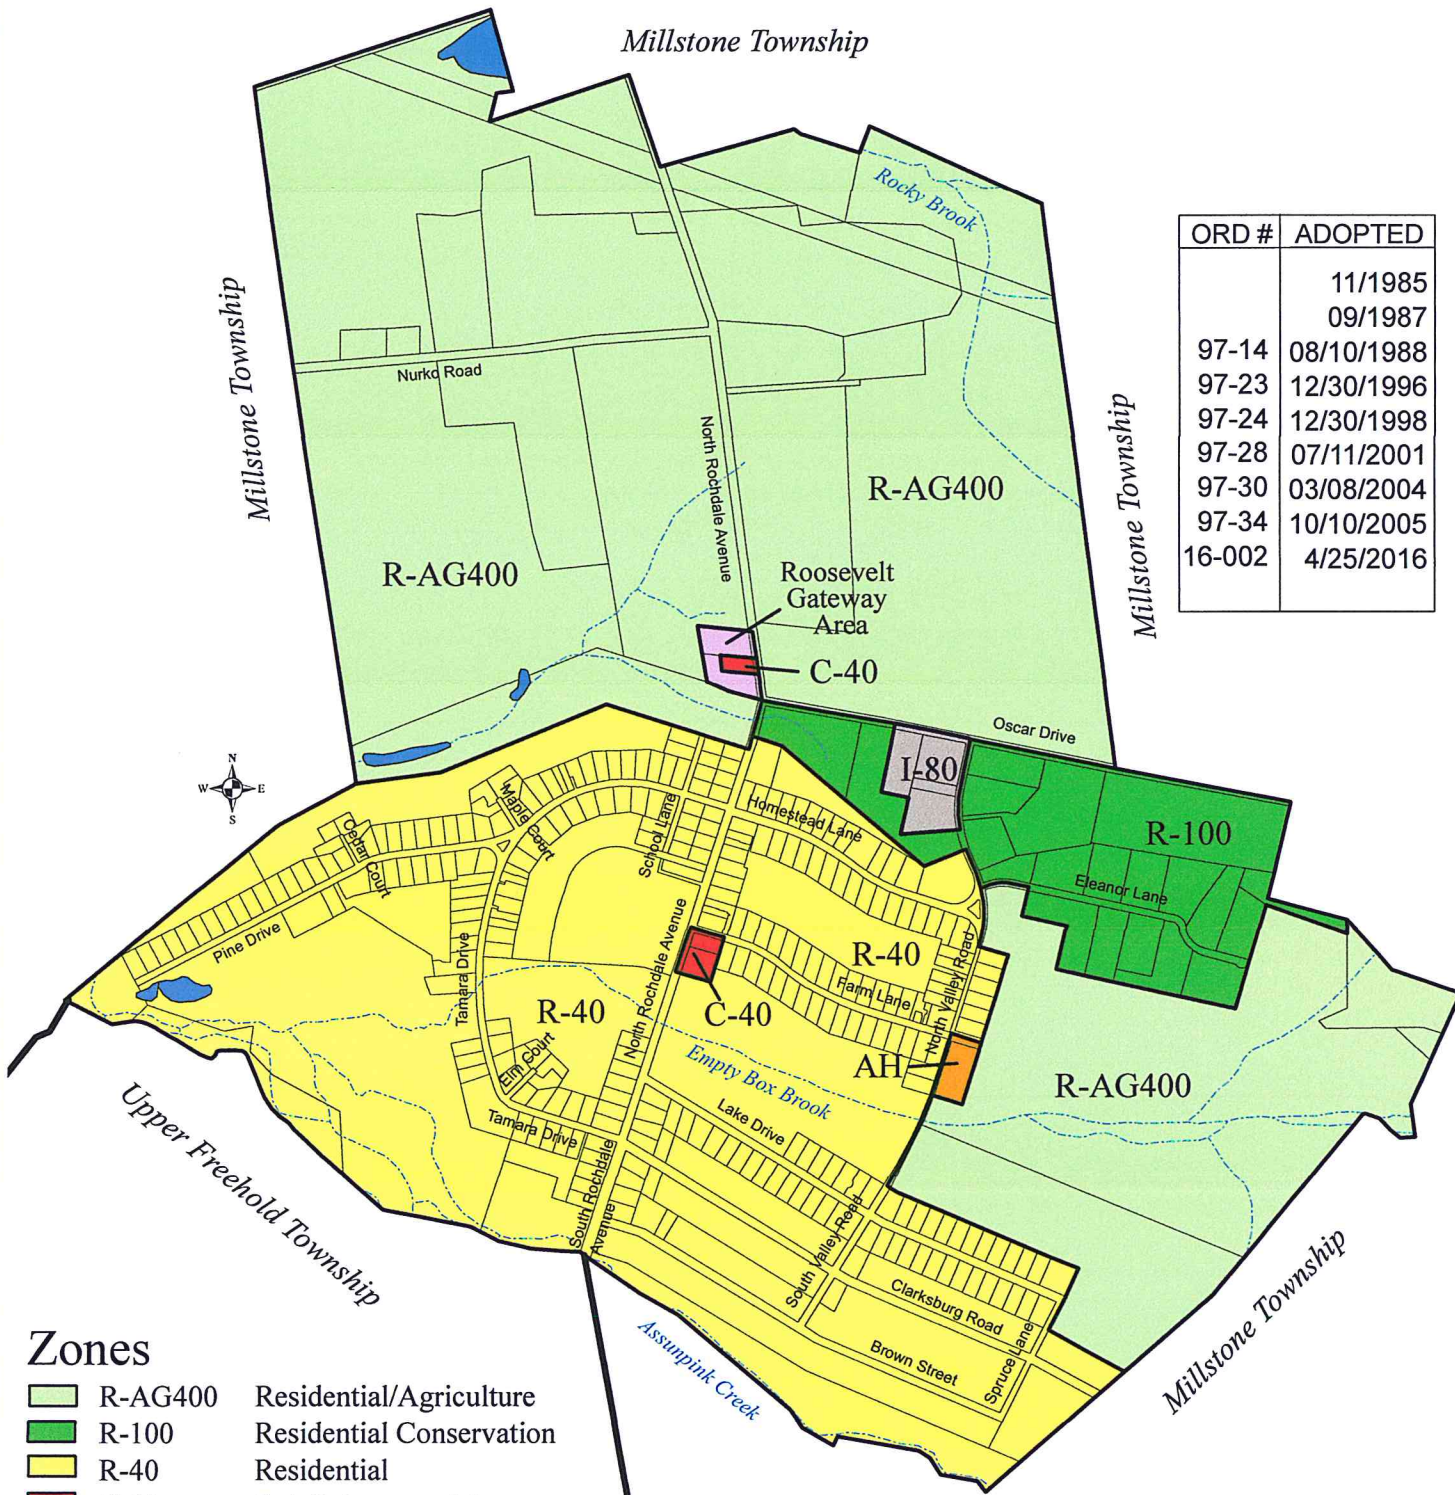 Millstone Township
Rocky Brook
ORD # ADOPTED
11/1985
09/1987
97-14 08/10/1988
97-23 12/30/1996
97-24 12/30/1998
97-28 07/11/2001
97-30 03/08/2004
97-34 10/10/2005
16-002 4/25/2016
Millstone Township
Nurko Road
Millstone Township
North Rochdale Avenue
R-AG400
R-AG400
Roosevelt
Gateway
Area
C-40
Oscar Drive
I-80
R-100
N
W E
S
Maple Court
Homestead Lane
School Lane
Cedar Court
Eleanor Lane
Pine Drive
Tamara Drive
North Rochdale Avenue
R-40
North Valley Road
Farm Lane
R-40
C-40
Elm Court
Empty Box Brook
AH
R-AG400
Lake Drive
Tamara Drive
Upper Freehold Township
South Rochdale
Avenue
South Valley Road
Clarksburg Road
Millstone Township
Brown Street
Spruce Lane
Assunpink Creek
Zones
R-AG400 Residential/Agriculture
R-100 Residential Conservation
R-40 Residential